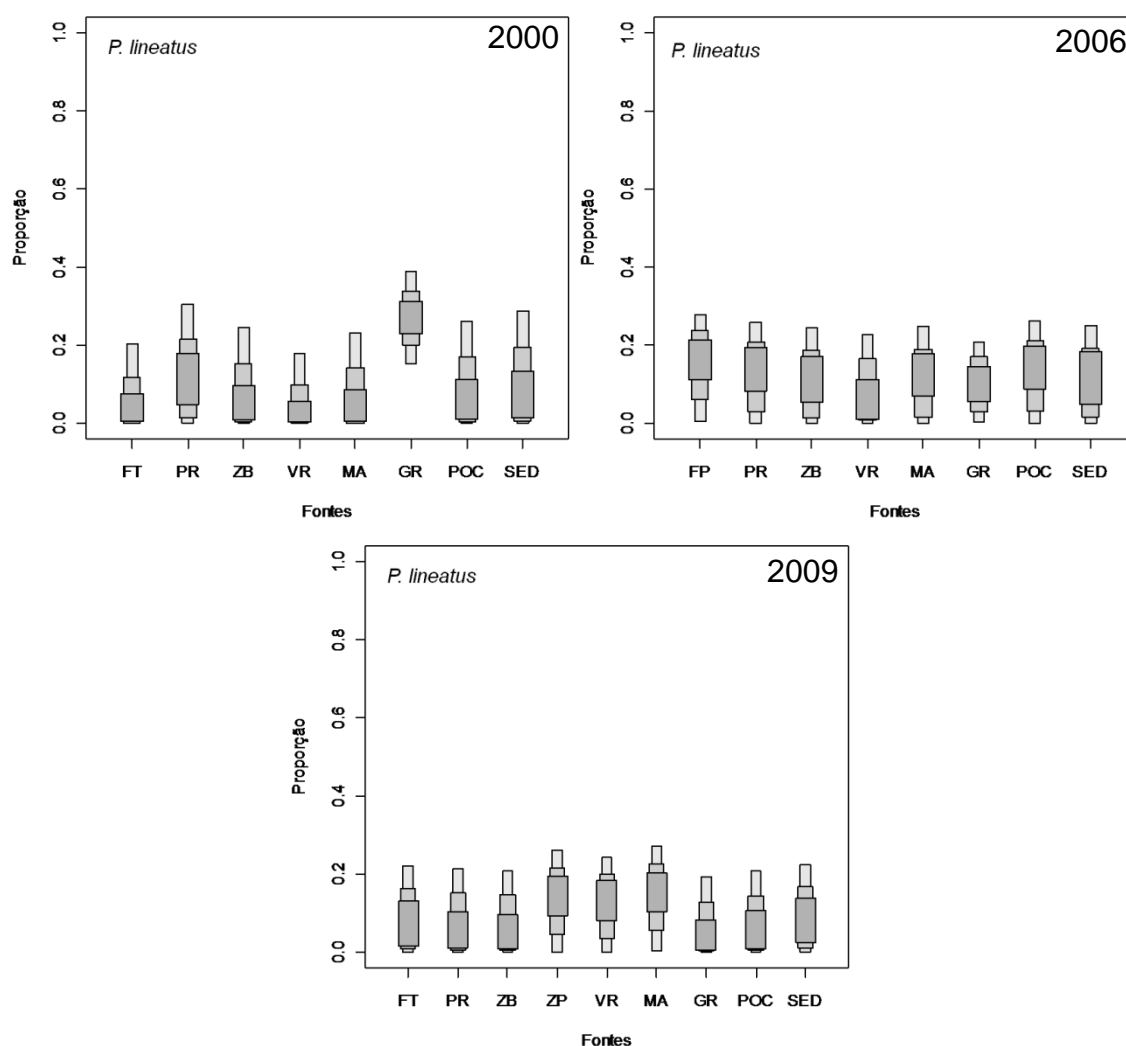 P. lineatus 2000
1.0
0.8
0.6
0.4
0.2
0.0
Proporção
FT PR ZB VR MA GR POC SED
Fontes
P. lineatus 2006
1.0
0.8
0.6
0.4
0.2
0.0
Proporção
FP PR ZB VR MA GR POC SED
Fontes
P. lineatus 2009
1.0
0.8
0.6
0.4
0.2
0.0
Proporção
FT PR ZB ZP VR MA GR POC SED
Fontes